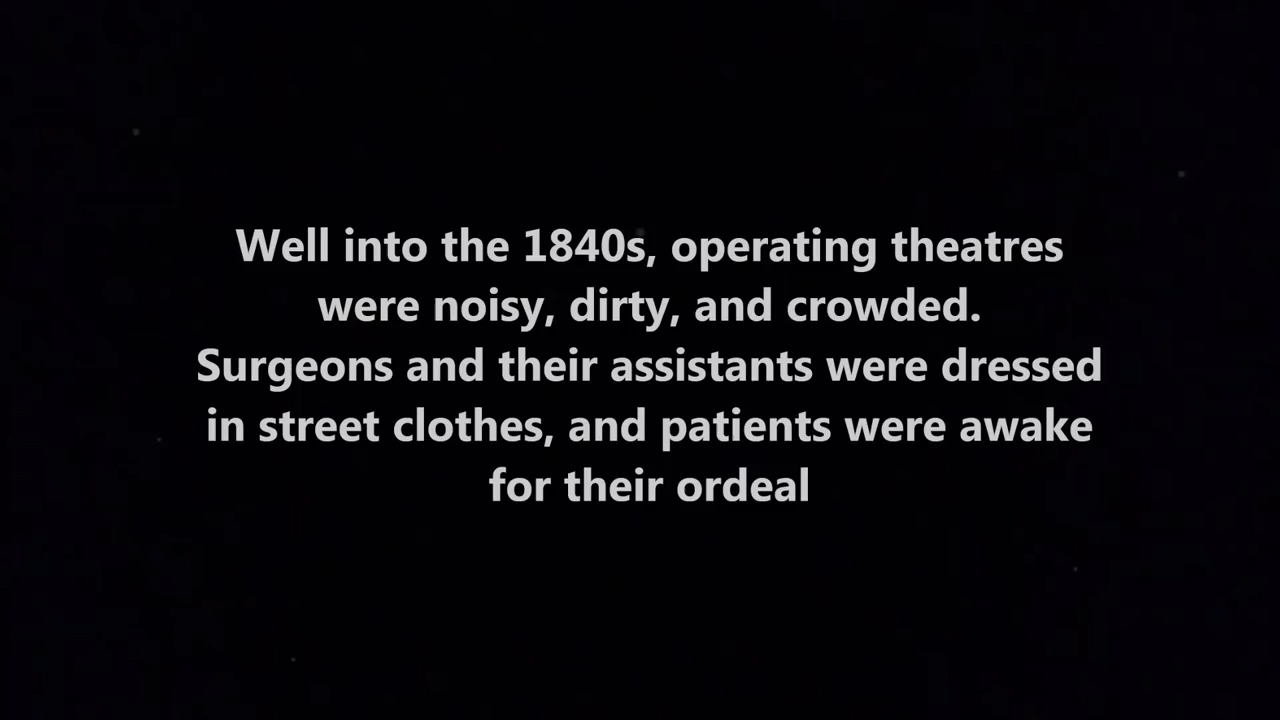 Well into the 1840s, operating theatres
were noisy, dirty, and crowded.
Surgeons and their assistants were dressed
in street clothes, and patients were awake
for their ordeal